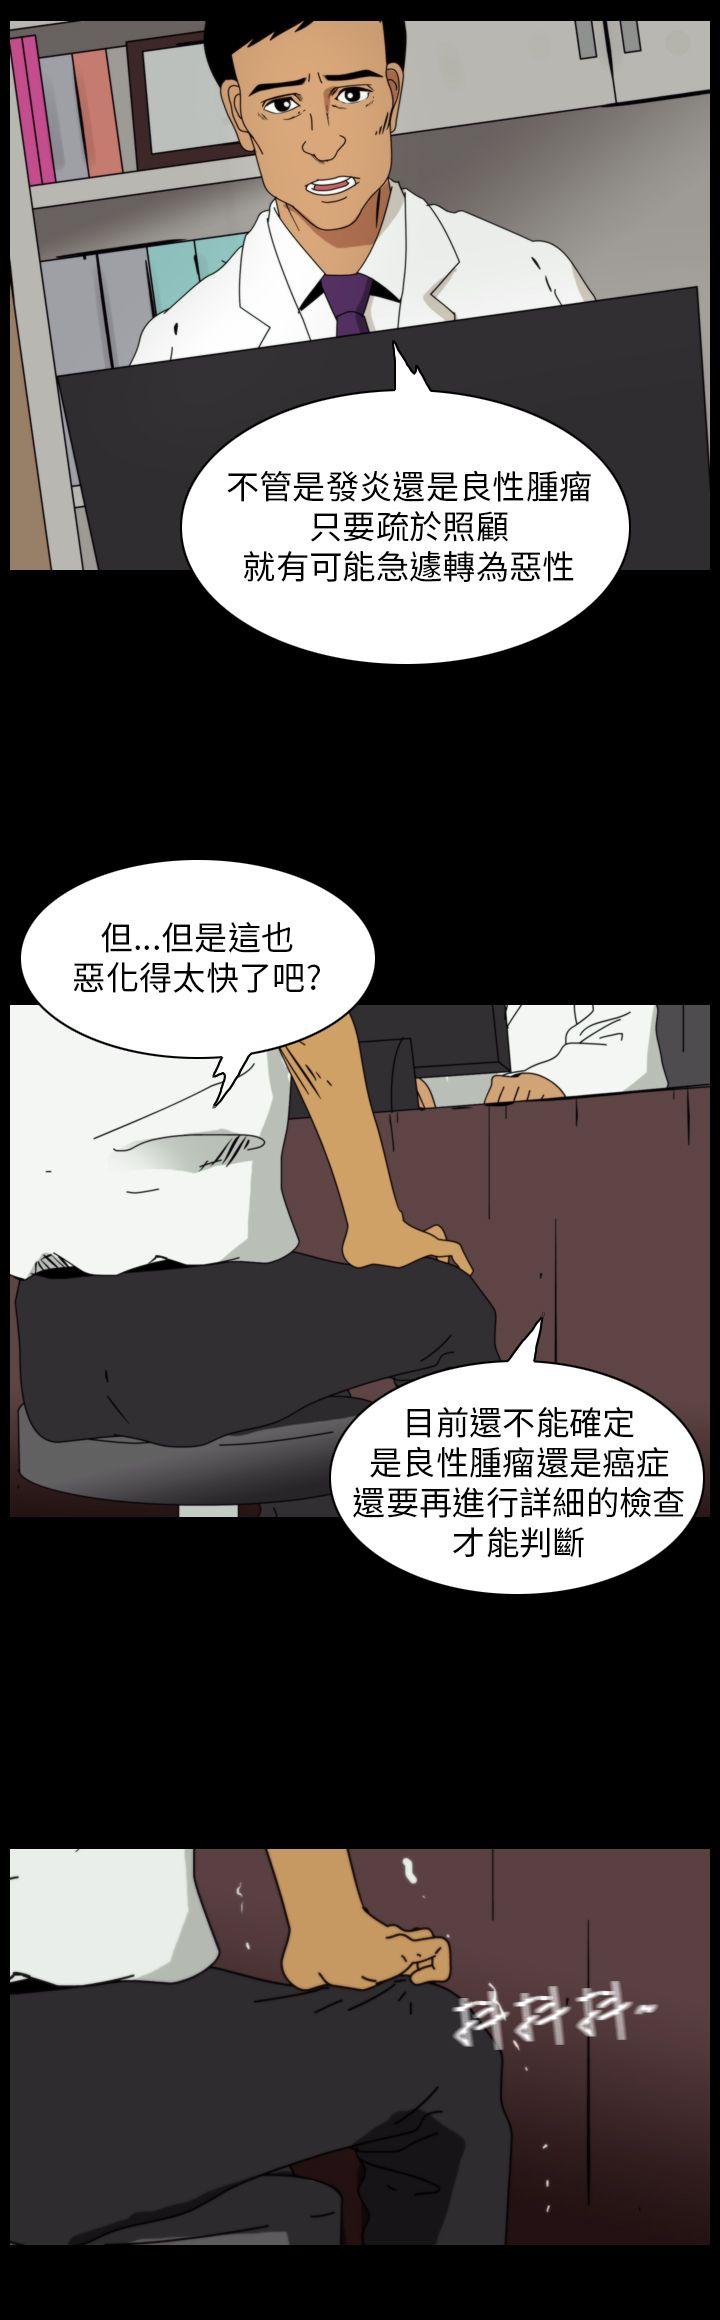 不管是發炎還是良性腫瘤
只要疏於照顧
就有可能急遽轉為惡性
但...但是這也
惡化得太快了吧?
目前還不能確定
是良性腫瘤還是癌症
還要再進行詳細的檢查
才能判斷
抖抖抖~